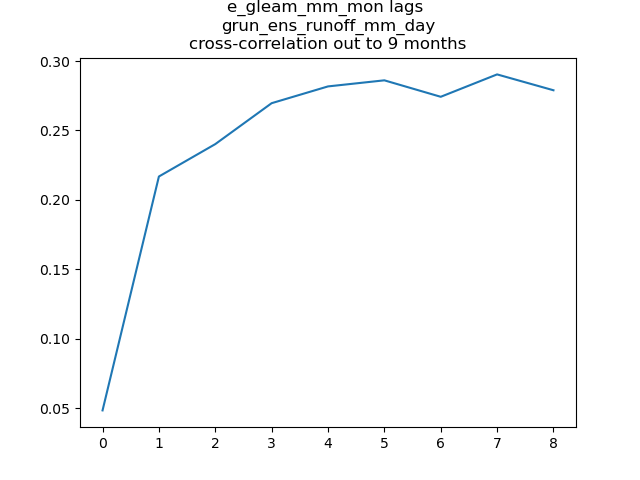 e_gleam_mm_mon lags
grun_ens_runoff_mm_day
cross-correlation out to 9 months
0.30
0.25
0.20
0.15
0.10
0.05
0 1 2 3 4 5 6 7 8